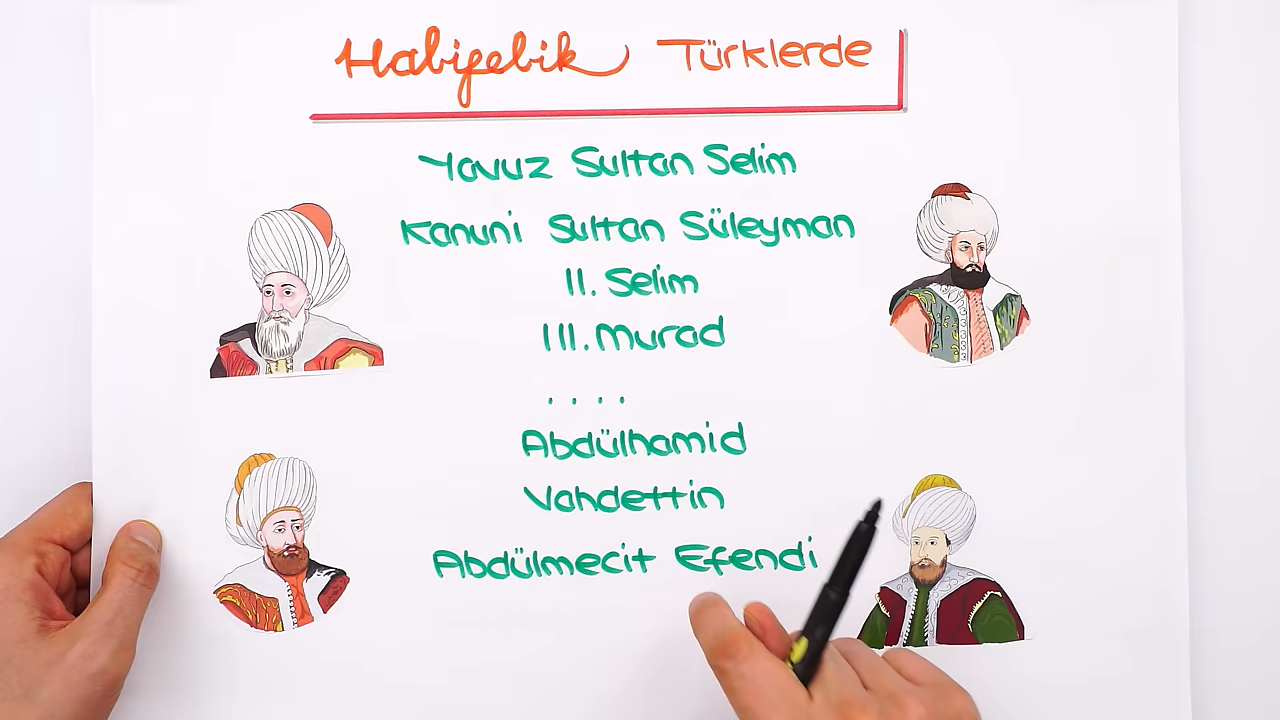 Halifelik Türklerde
Yavuz Sultan Selim
Kanuni Sultan Süleyman
II. Selim
III. Murad
....
Abdülhamid
Vahdettin
Abdülmecit Efendi